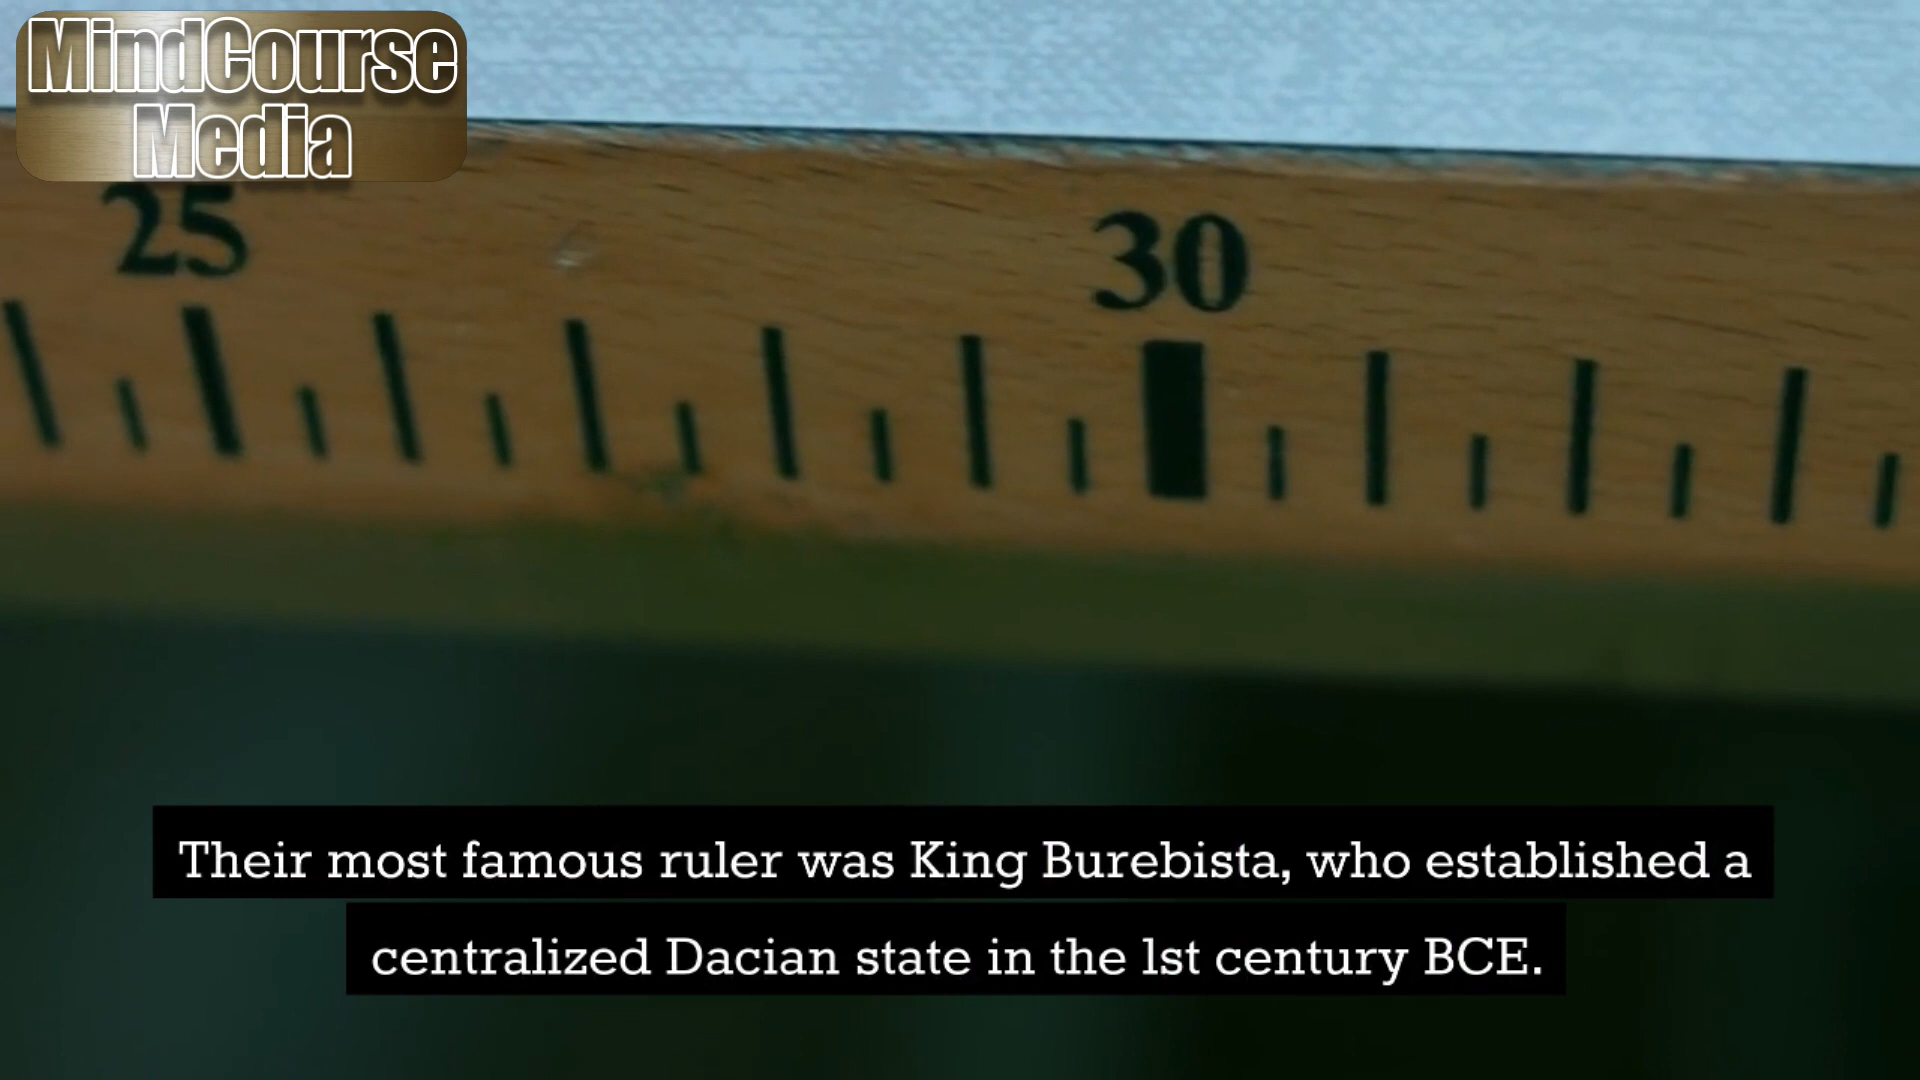 MindCourse
Media
25
30
Their most famous ruler was King Burebista, who established a
centralized Dacian state in the 1st century BCE.